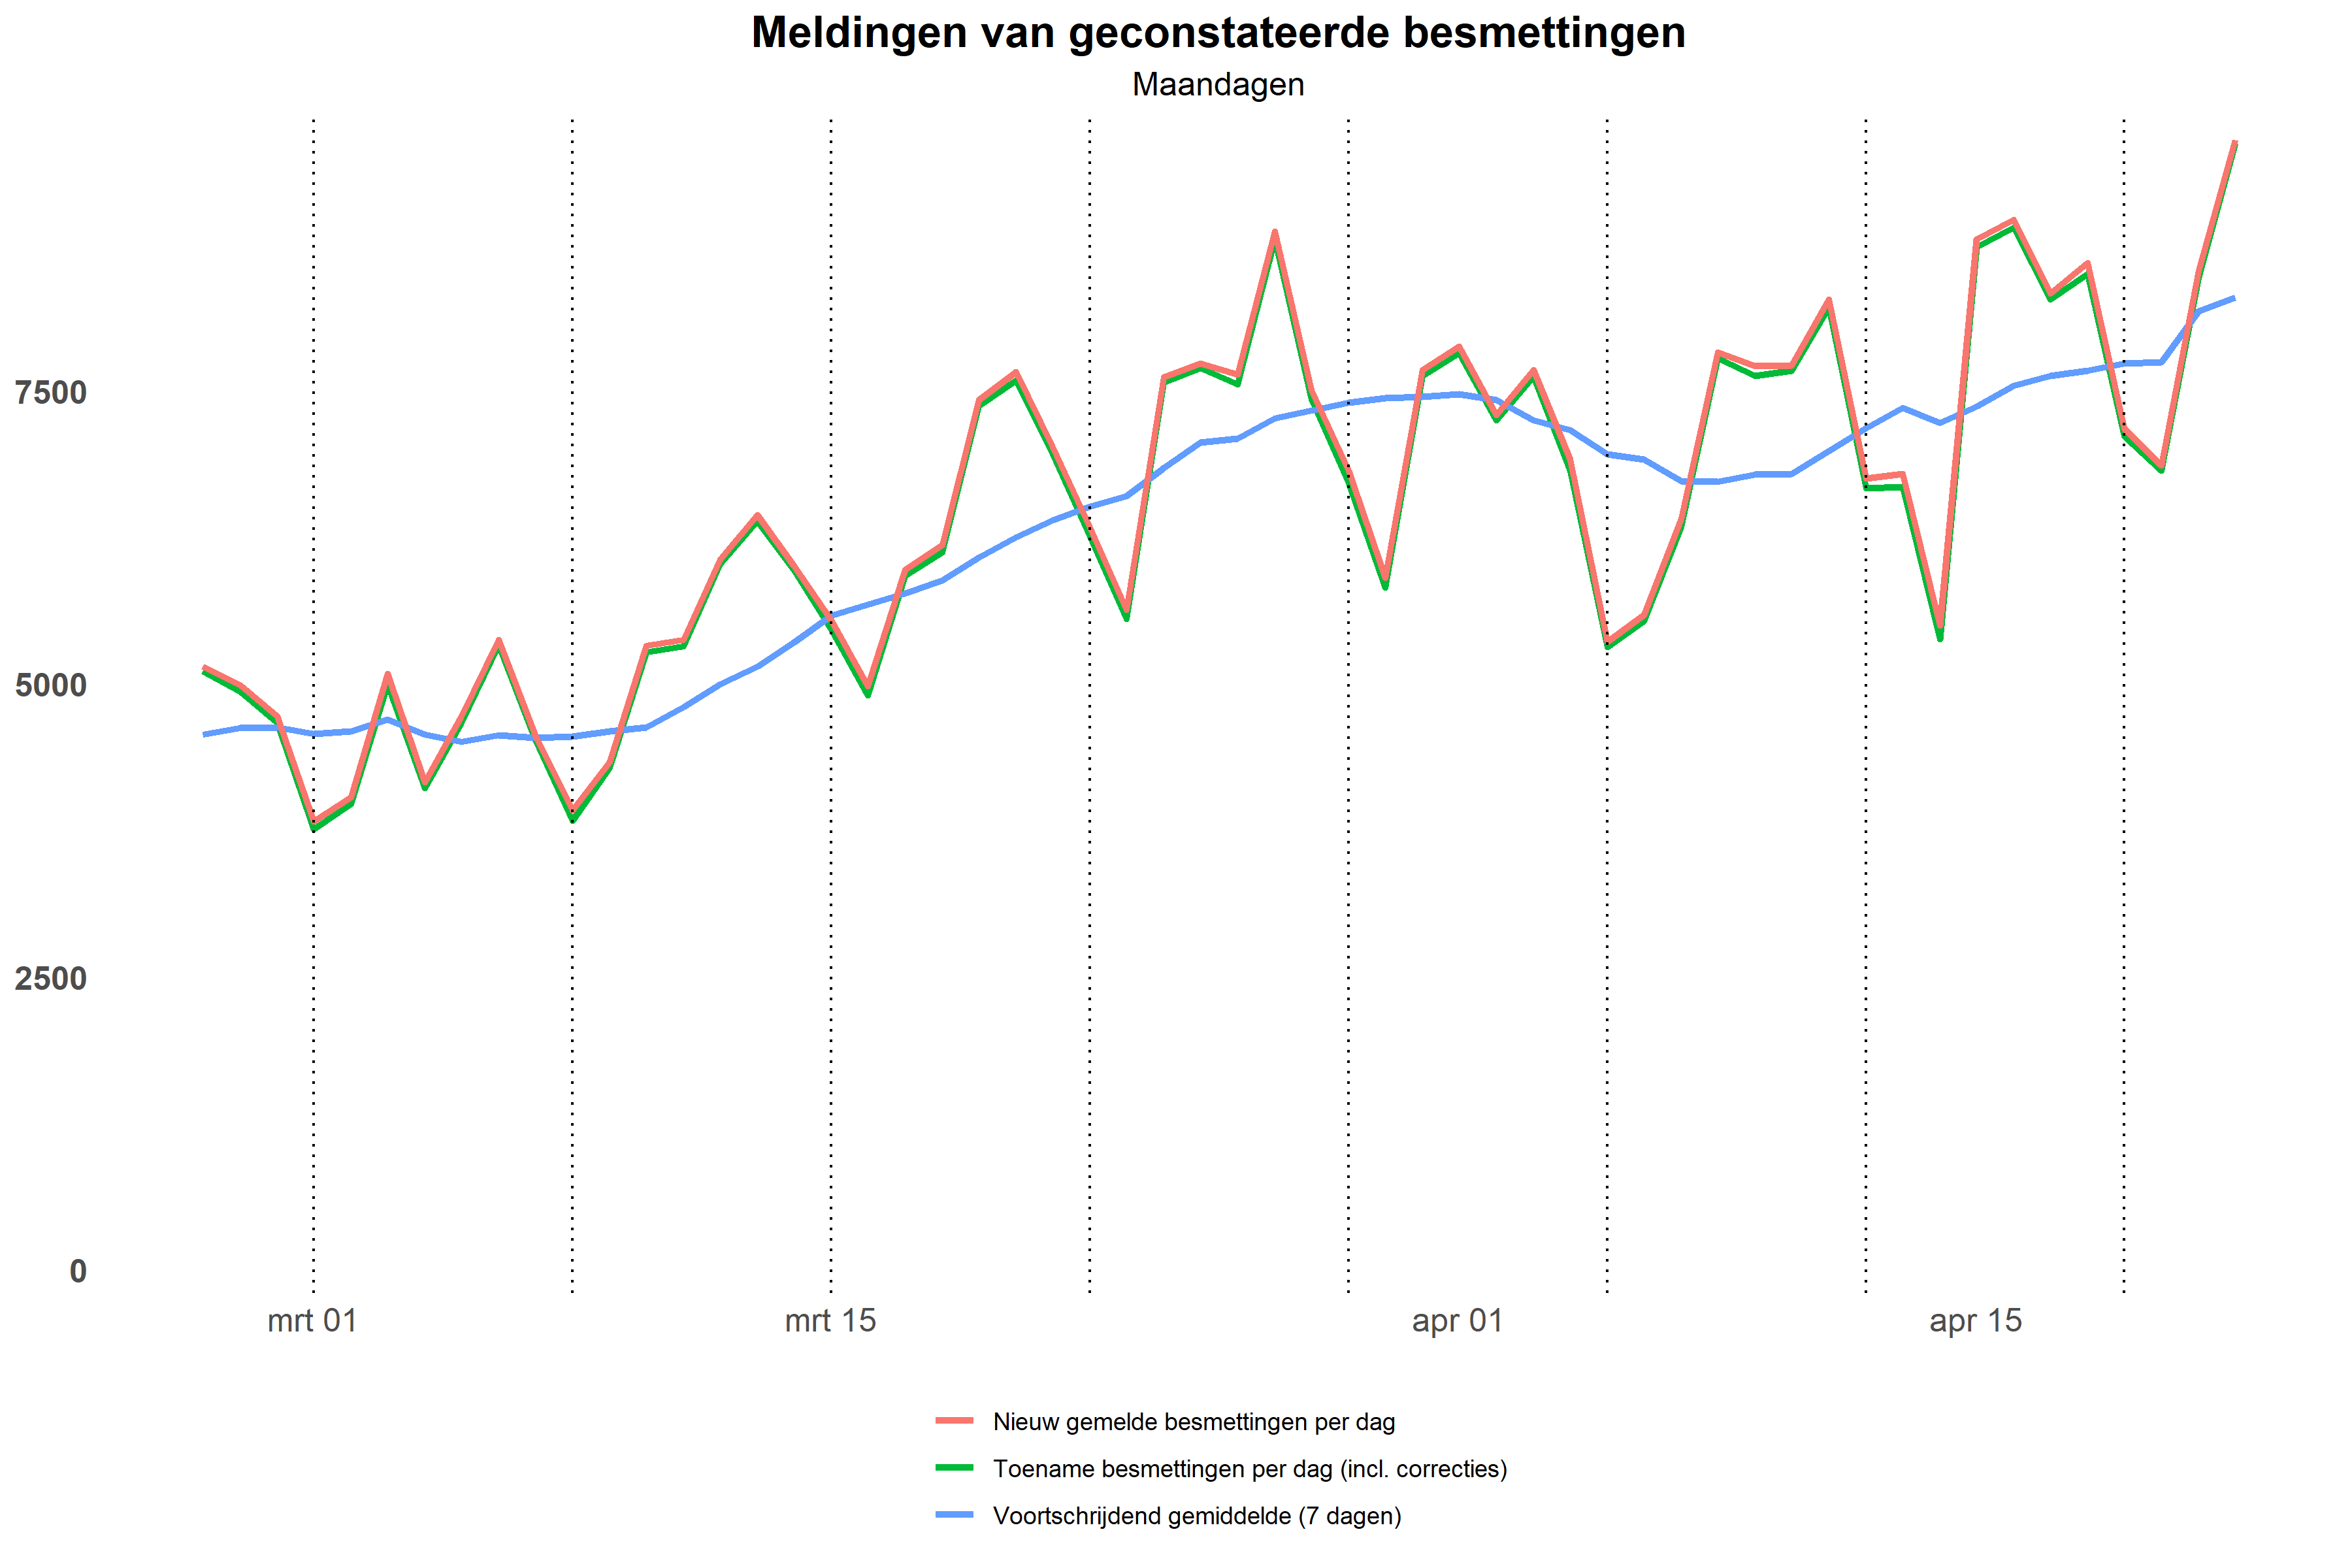 Meldingen van geconstateerde besmettingen
Maandagen
7500
5000
2500
0
mrt 01 mrt 15 apr 01 apr 15
Nieuw gemelde besmettingen per dag
Toename besmettingen per dag (incl. correcties)
Voortschrijdend gemiddelde (7 dagen)